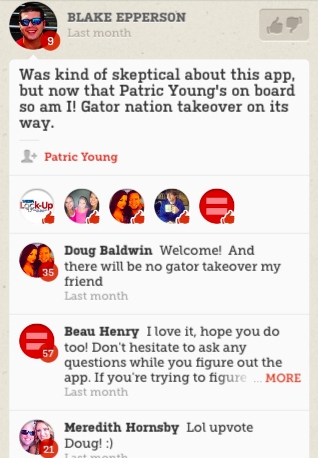 BLAKE EPPERSON
9
Last month
Was kind of skeptical about this app,
but now that Patric Young's on board
so am I! Gator nation takeover on its
way.
Patric Young
Lock-Up
Doug Baldwin Welcome! And
there will be no gator takeover my
friend
35
Last month
Beau Henry I love it, hope you do
too! Don't hesitate to ask any
57
questions while you figure out the
app. If you're trying to figure ... MORE
Last month
Meredith Hornsby Lol upvote
21
Doug! :)
Last month